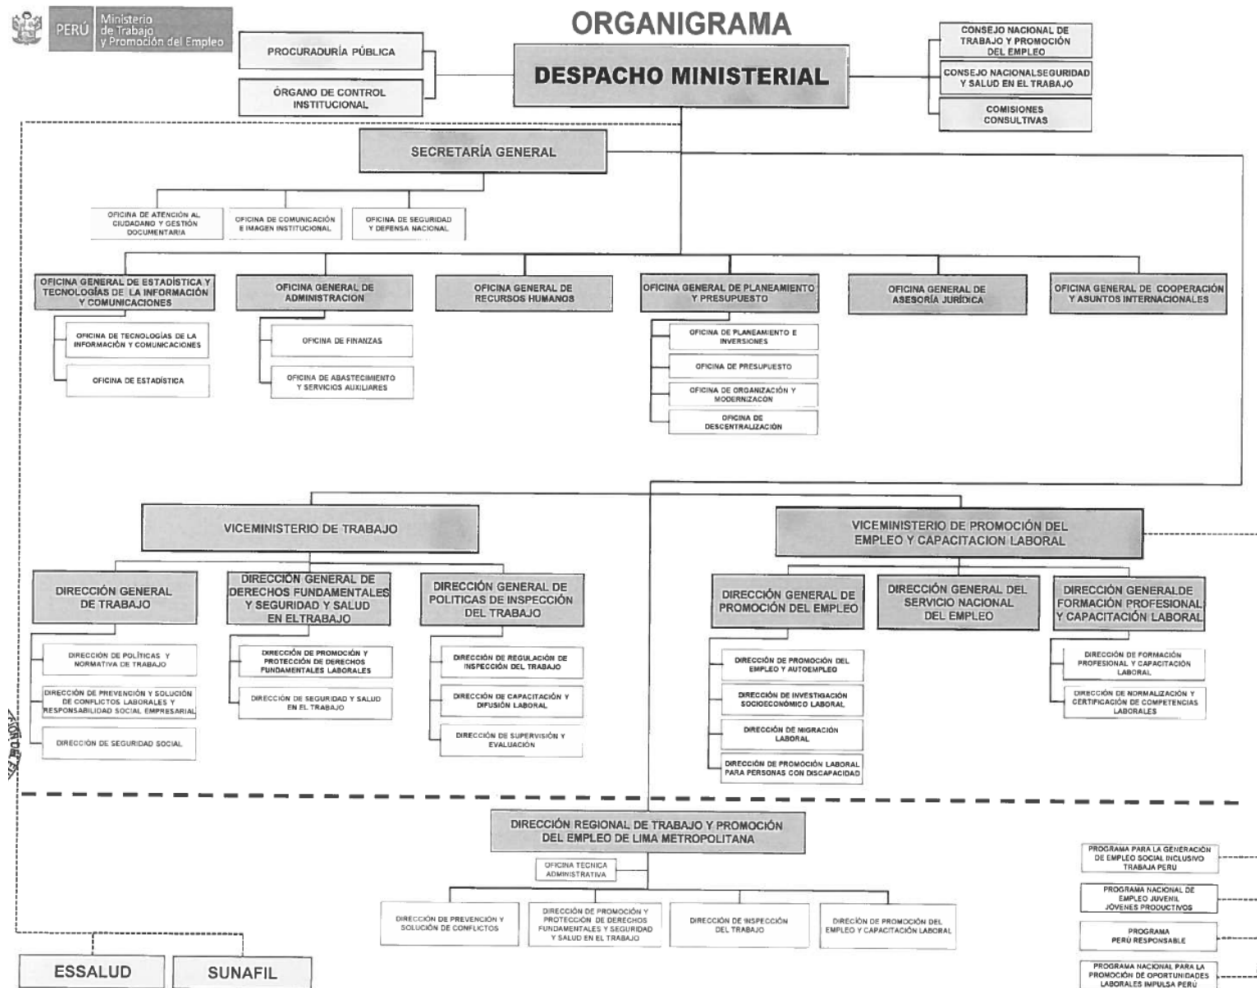 PERÚ
Ministerio
de Trabajo
y Promoción del Empleo
ORGANIGRAMA
PROCURADURÍA PÚBLICA
ÓRGANO DE CONTROL
INSTITUCIONAL
DESPACHO MINISTERIAL
CONSEJO NACIONAL DE
TRABAJO Y PROMOCIÓN
DEL EMPLEO
CONSEJO NACIONALSEGURIDAD
Y SALUD EN EL TRABAJO
COMISIONES
CONSULTIVAS
SECRETARÍA GENERAL
OFICINA DE ATENCIÓN AL
CIUDADANO Y GESTIÓN
DOCUMENTARIA
OFICINA DE COMUNICACIÓN
E IMAGEN INSTITUCIONAL
OFICINA DE SEGURIDAD
Y DEFENSA NACIONAL
OFICINA GENERAL DE ESTADÍSTICA Y
TECNOLOGÍAS DE LA INFORMACIÓN
Y COMUNICACIONES
OFICINA GENERAL DE
ADMINISTRACION
OFICINA GENERAL DE
RECURSOS HUMANOS
OFICINA GENERAL DE PLANEAMIENTO
Y PRESUPUESTO
OFICINA GENERAL DE
ASESORÍA JURÍDICA
OFICINA GENERAL DE COOPERACIÓN
Y ASUNTOS INTERNACIONALES
OFICINA DE TECNOLOGÍAS DE LA
INFORMACIÓN Y COMUNICACIONES
OFICINA DE ESTADÍSTICA
OFICINA DE FINANZAS
OFICINA DE ABASTECIMIENTO
Y SERVICIOS AUXILIARES
OFICINA DE PLANEAMIENTO E
INVERSIONES
OFICINA DE PRESUPUESTO
OFICINA DE ORGANIZACIÓN Y
MODERNIZACÓN
OFICINA DE
DESCENTRALIZACIÓN
VICEMINISTERIO DE TRABAJO
VICEMINISTERIO DE PROMOCIÓN DEL
EMPLEO Y CAPACITACION LABORAL
DIRECCIÓN GENERAL
DE TRABAJO
DIRECCIÓN GENERAL DE
DERECHOS FUNDAMENTALES
Y SEGURIDAD Y SALUD
EN ELTRABAJO
DIRECCIÓN GENERAL DE
POLITICAS DE INSPECCIÓN
DEL TRABAJO
DIRECCIÓN GENERAL DE
PROMOCIÓN DEL EMPLEO
DIRECCIÓN GENERAL DEL
SERVICIO NACIONAL
DEL EMPLEO
DIRECCIÓN GENERALDE
FORMACIÓN PROFESIONAL
Y CAPACITACIÓN LABORAL
DIRECCIÓN DE POLÍTICAS Y
NORMATIVA DE TRABAJO
DIRECCIÓN DE PREVENCIÓN Y SOLUCIÓN
DE CONFLICTOS LABORALES Y
RESPONSABILIDAD SOCIAL EMPRESARIAL
DIRECCIÓN DE SEGURIDAD SOCIAL
DIRECCIÓN DE PROMOCIÓN Y
PROTECCIÓN DE DERECHOS
FUNDAMENTALES LABORALES
DIRECCIÓN DE SEGURIDAD Y SALUD
EN EL TRABAJO
DIRECCIÓN DE REGULACIÓN DE
INSPECCIÓN DEL TRABAJO
DIRECCIÓN DE CAPACITACIÓN Y
DIFUSIÓN LABORAL
DIRECCIÓN DE SUPERVISIÓN Y
EVALUACIÓN
DIRECCIÓN DE PROMOCIÓN DEL
EMPLEO Y AUTOEMPLEO
DIRECCIÓN DE INVESTIGACIÓN
SOCIOECONÓMICO LABORAL
DIRECCIÓN DE MIGRACIÓN
LABORAL
DIRECCIÓN DE PROMOCIÓN LABORAL
PARA PERSONAS CON DISCAPACIDAD
DIRECCIÓN DE FORMACIÓN
PROFESIONAL Y CAPACITACIÓN
LABORAL
DIRECCIÓN DE NORMALIZACIÓN Y
CERTIFICACIÓN DE COMPETENCIAS
LABORALES
DIRECCIÓN REGIONAL DE TRABAJO Y PROMOCIÓN
DEL EMPLEO DE LIMA METROPOLITANA
OFICINA TECNICA
ADMINISTRATIVA
DIRECCIÓN DE PREVENCIÓN Y
SOLUCIÓN DE CONFLICTOS
DIRECCIÓN DE PROMOCIÓN Y
PROTECCIÓN DE DERECHOS
FUNDAMENTALES Y SEGURIDAD
Y SALUD EN EL TRABAJO
DIRECCIÓN DE INSPECCIÓN
DEL TRABAJO
DIRECÍON DE PROMOCIÓN DEL
EMPLEO Y CAPACITACIÓN LABORAL
PROGRAMA PARA LA GENERACIÓN
DE EMPLEO SOCIAL INCLUSIVO
TRABAJA PERÚ
PROGRAMA NACIONAL DE
EMPLEO JUVENIL
JÓVENES PRODUCTIVOS
PROGRAMA
PERÚ RESPONSABLE
PROGRAMA NACIONAL PARA LA
PROMOCIÓN DE OPORTUNIDADES
LABORALES IMPULSA PERÚ
ESSALUD
SUNAFIL